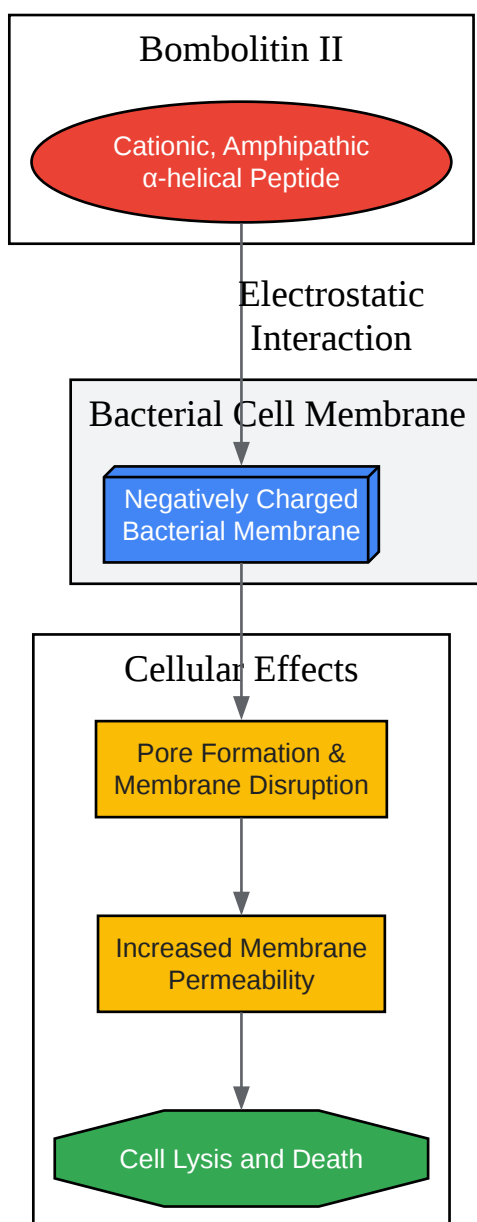 Bombolitin II
Cationic, Amphipathic
α-helical Peptide
Electrostatic
Interaction
Bacterial Cell Membrane
Negatively Charged
Bacterial Membrane
Cellular Effects
Pore Formation &
Membrane Disruption
Increased Membrane
Permeability
Cell Lysis and Death